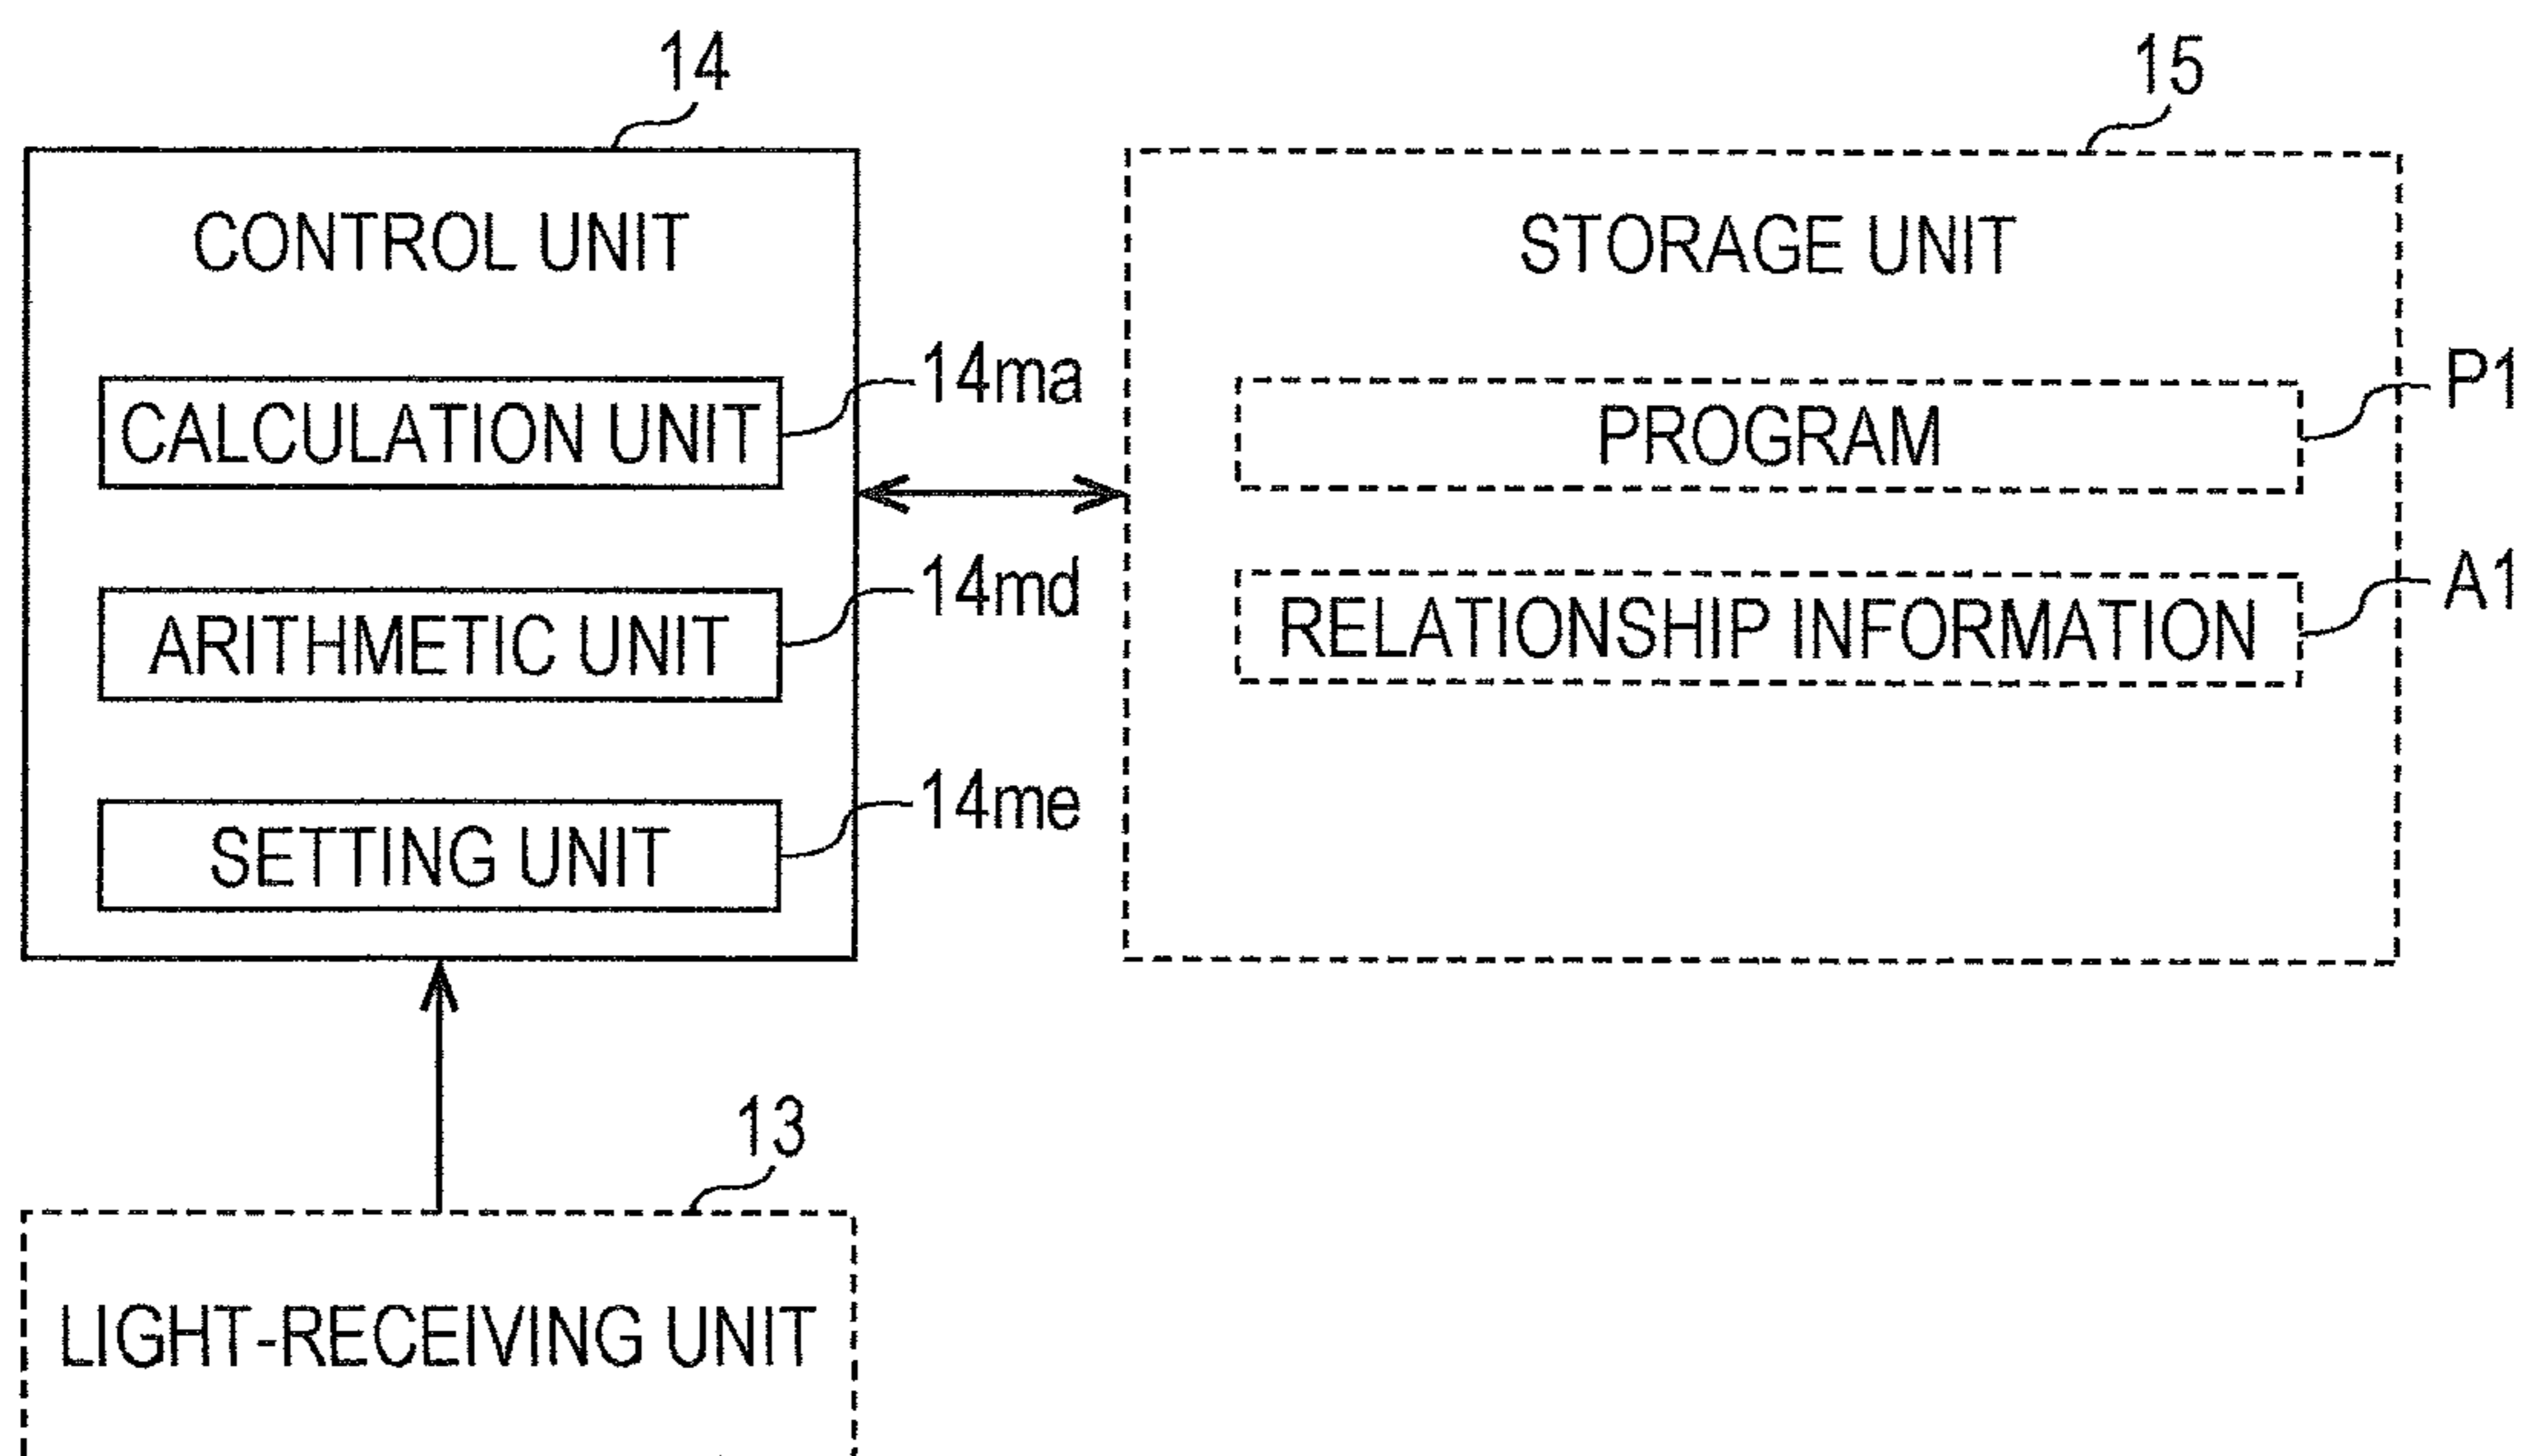 14
15
CONTROL UNIT
STORAGE UNIT
CALCULATION UNIT
14ma
PROGRAM
P1
ARITHMETIC UNIT
14md
RELATIONSHIP INFORMATION
A1
SETTING UNIT
14me
13
LIGHT-RECEIVING UNIT